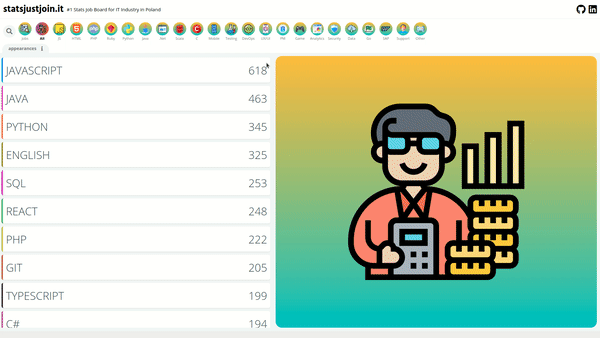 statsjustjoin.it #1 Stats Job Board for IT Industry in Poland
All JS HTML PHP Ruby Python Java .Net Scala C Mobile Testing DevOps UX/UI PM Game Analytics Security Data Go SAP Support Other
appearances
JAVASCRIPT 618
JAVA 463
PYTHON 345
ENGLISH 325
SQL 253
REACT 248
PHP 222
GIT 205
TYPESCRIPT 199
C# 194